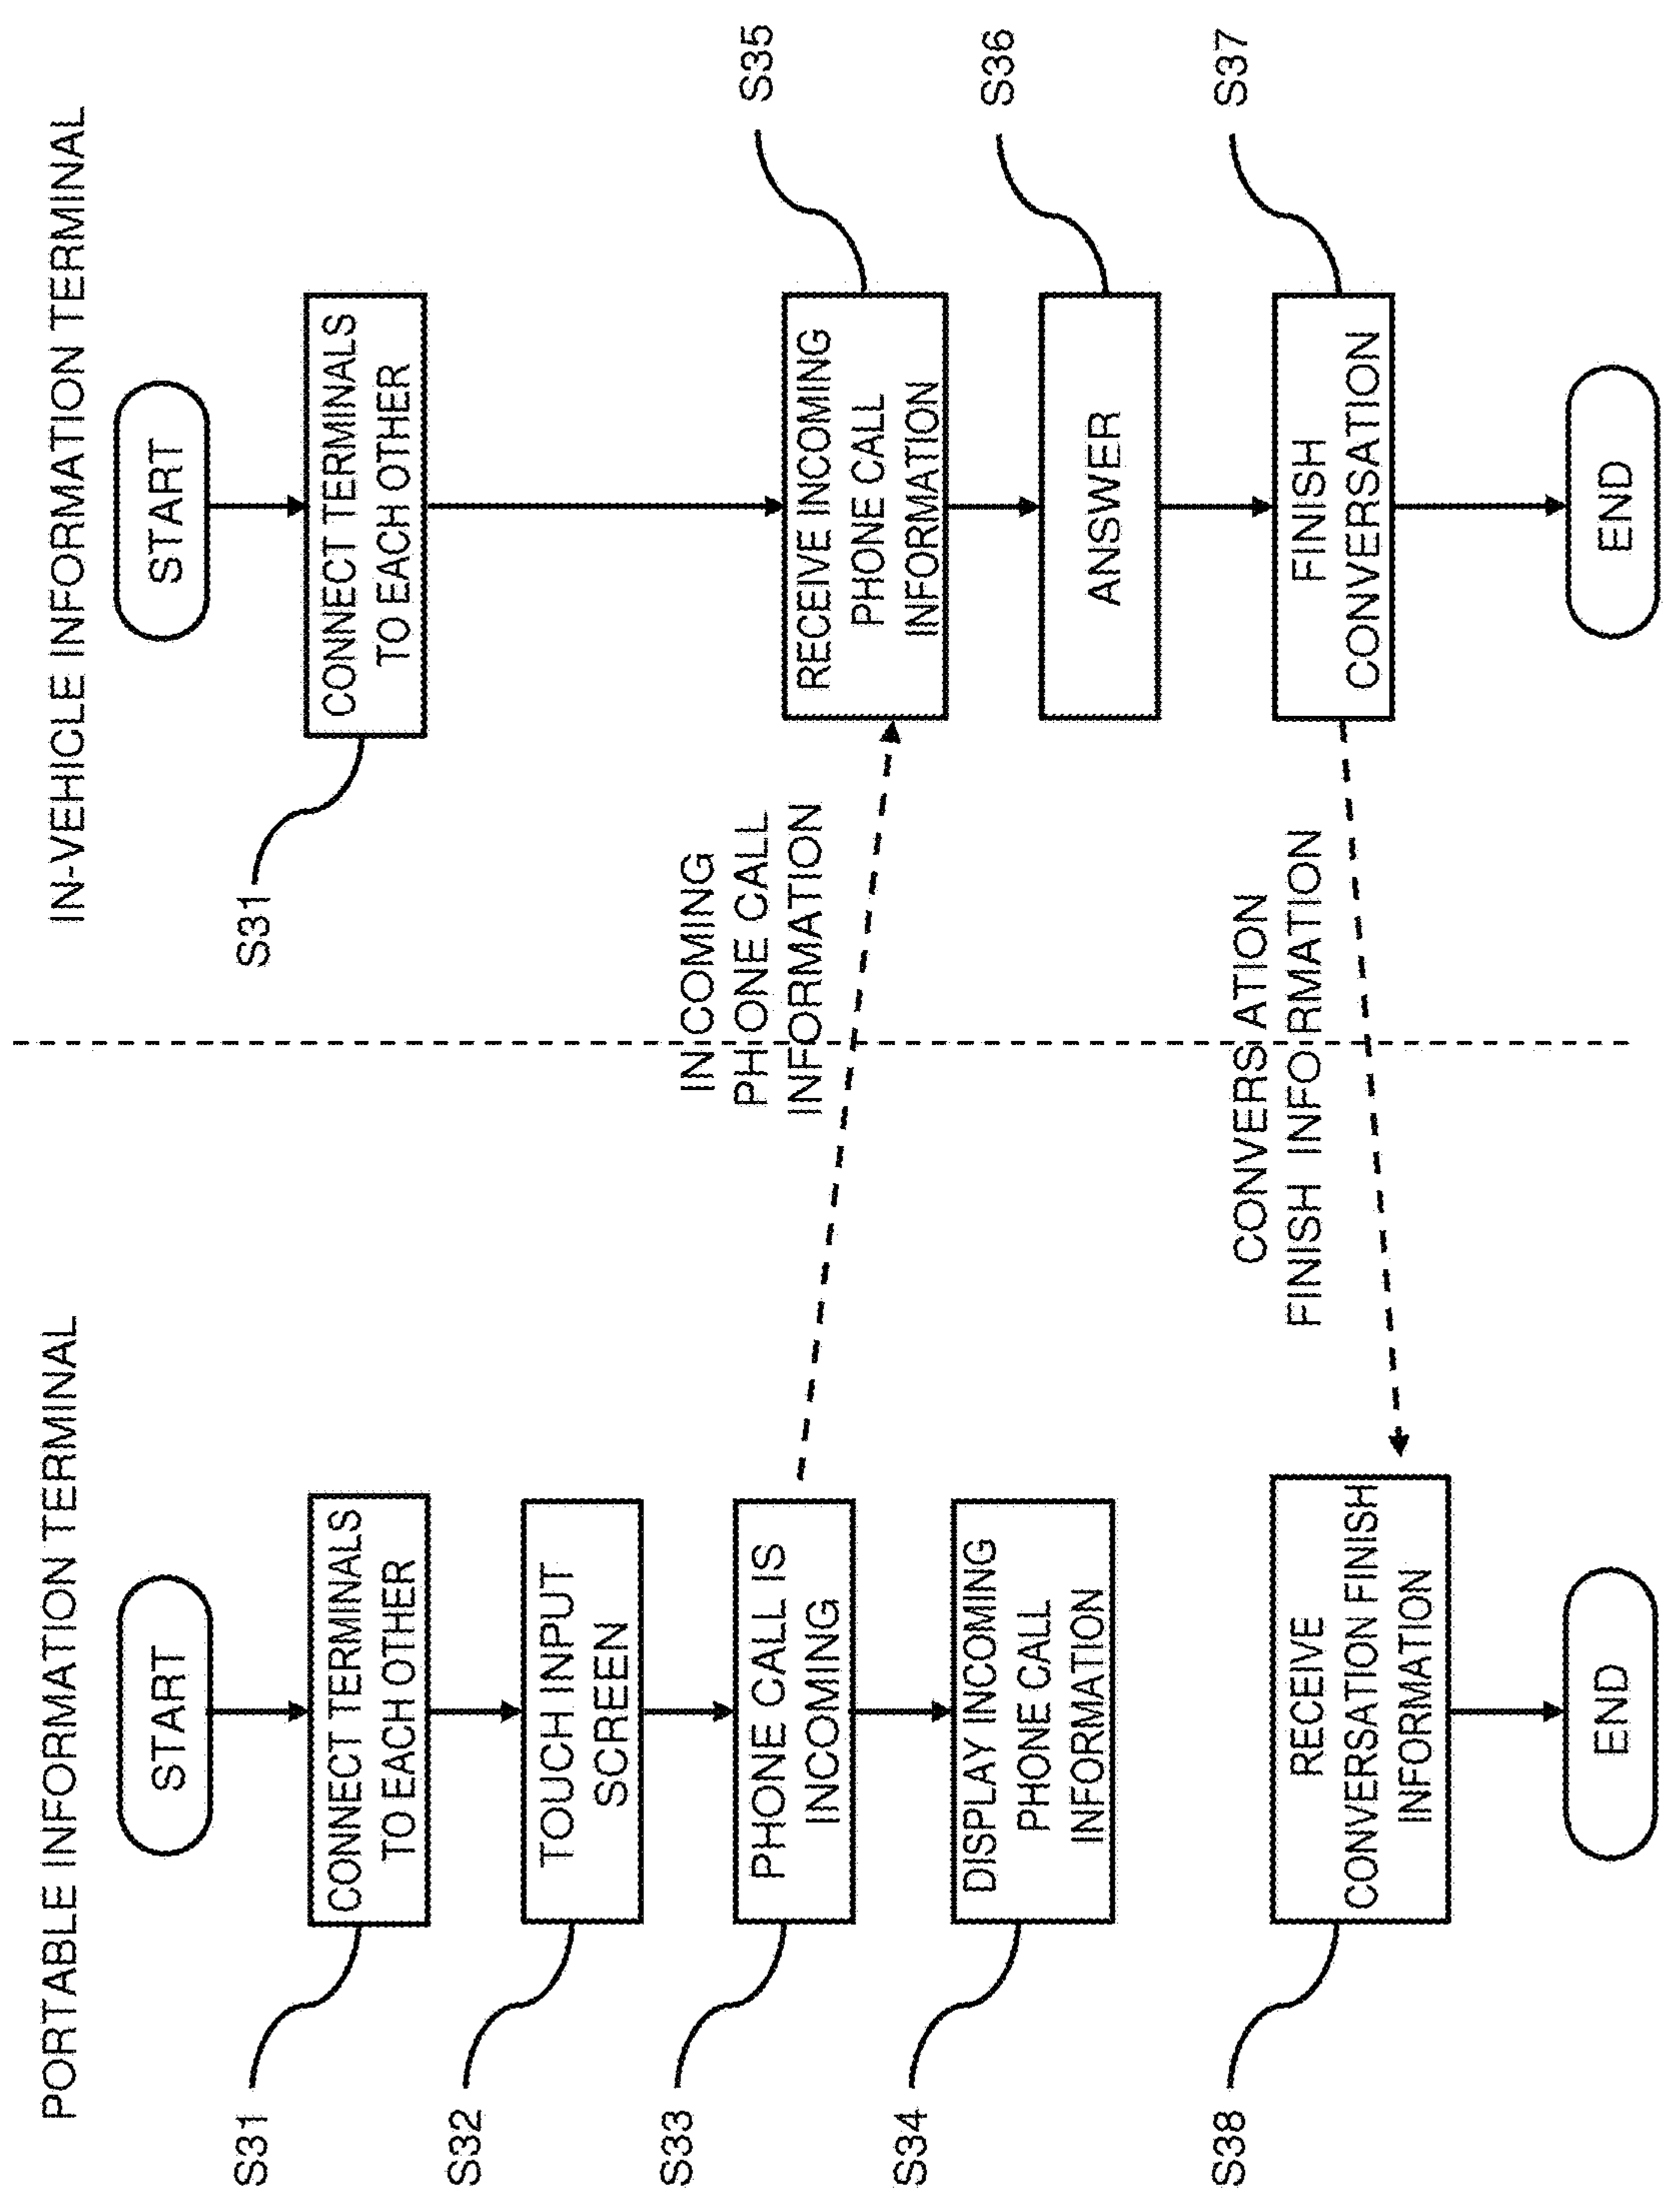 PORTABLE INFORMATION TERMINAL
START
S31
CONNECT TERMINALS
TO EACH OTHER
S32
TOUCH INPUT
SCREEN
S33
PHONE CALL IS
INCOMING
S34
DISPLAY INCOMING
PHONE CALL
INFORMATION
S38
RECEIVE
CONVERSATION FINISH
INFORMATION
END
INCOMING
PHONE CALL
INFORMATION
CONVERSATION
FINISH INFORMATION
IN-VEHICLE INFORMATION TERMINAL
START
S31
CONNECT TERMINALS
TO EACH OTHER
RECEIVE INCOMING
PHONE CALL
INFORMATION
S35
ANSWER
S36
FINISH
CONVERSATION
S37
END